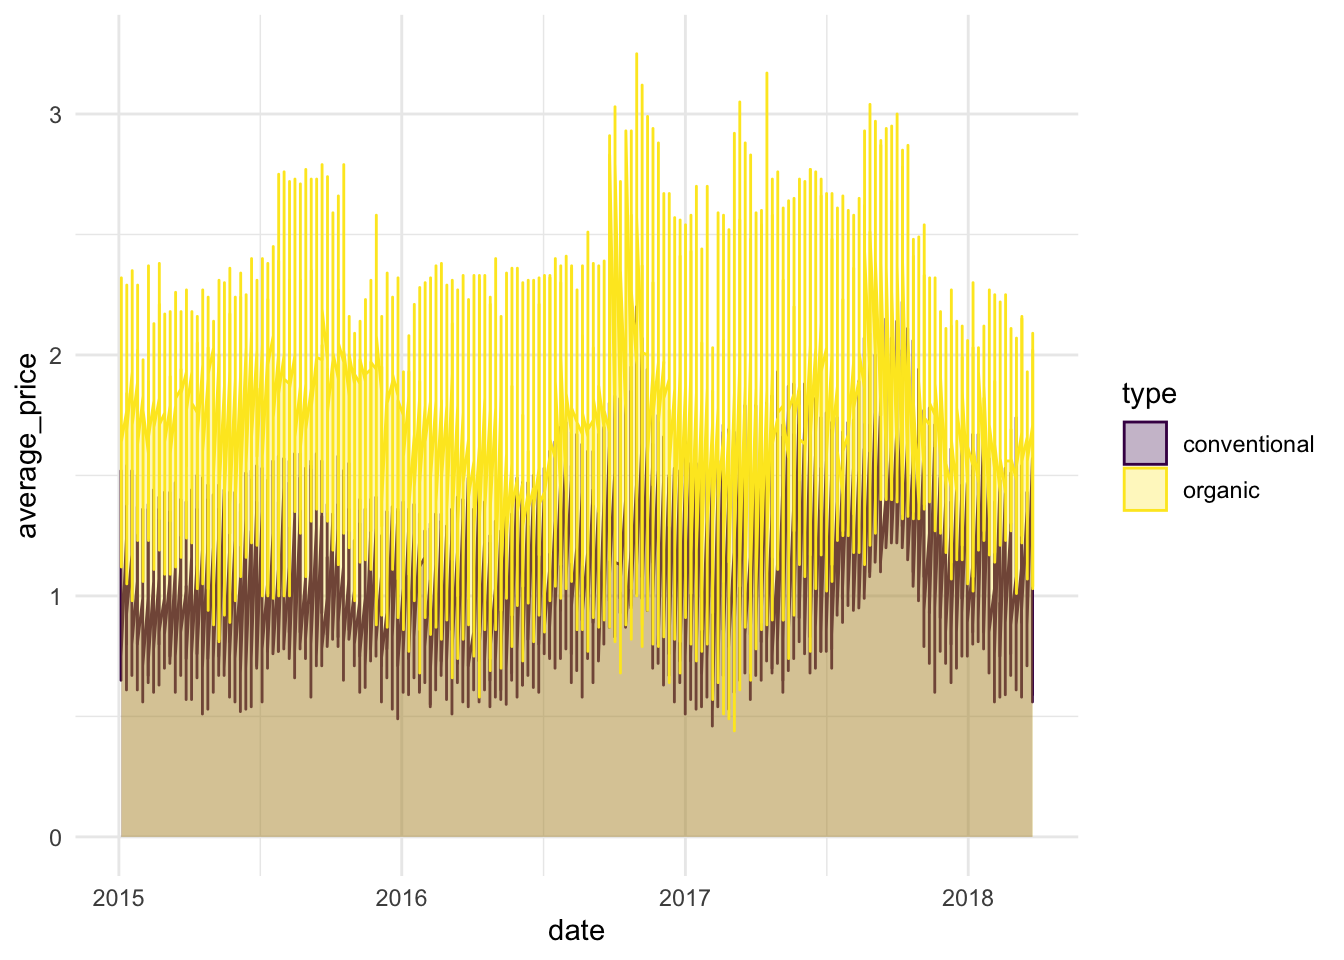 3
2
1
0
average_price
2015
2016
2017
2018
date
type
conventional
organic